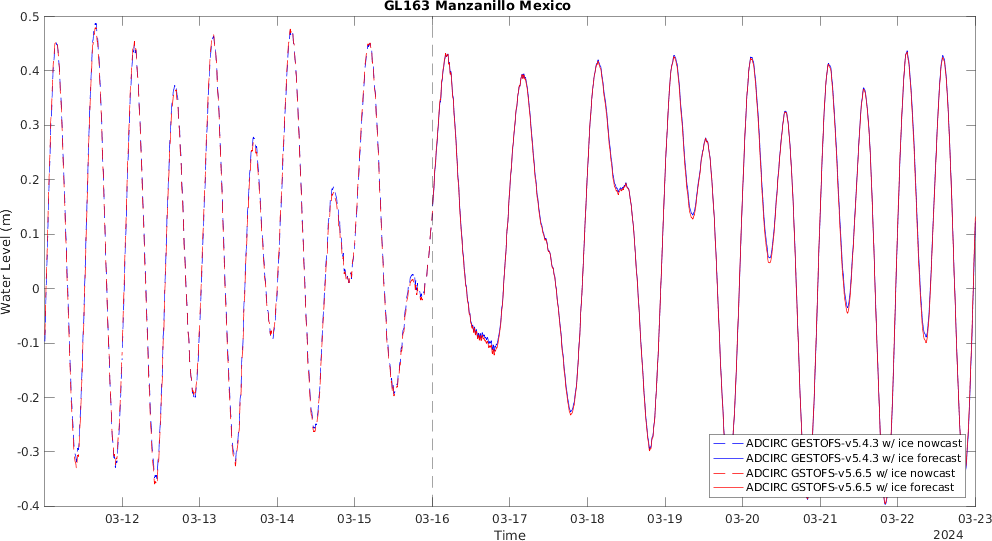 GL163 Manzanillo Mexico
0.5
0.4
0.3
0.2
0.1
0
-0.1
-0.2
-0.3
-0.4
Water Level (m)
ADCIRC GESTOFS-v5.4.3 w/ ice nowcast
ADCIRC GESTOFS-v5.4.3 w/ ice forecast
ADCIRC GSTOFS-v5.6.5 w/ ice nowcast
ADCIRC GSTOFS-v5.6.5 w/ ice forecast
03-12 03-13 03-14 03-15 03-16 03-17 03-18 03-19 03-20 03-21 03-22 03-23
Time
2024